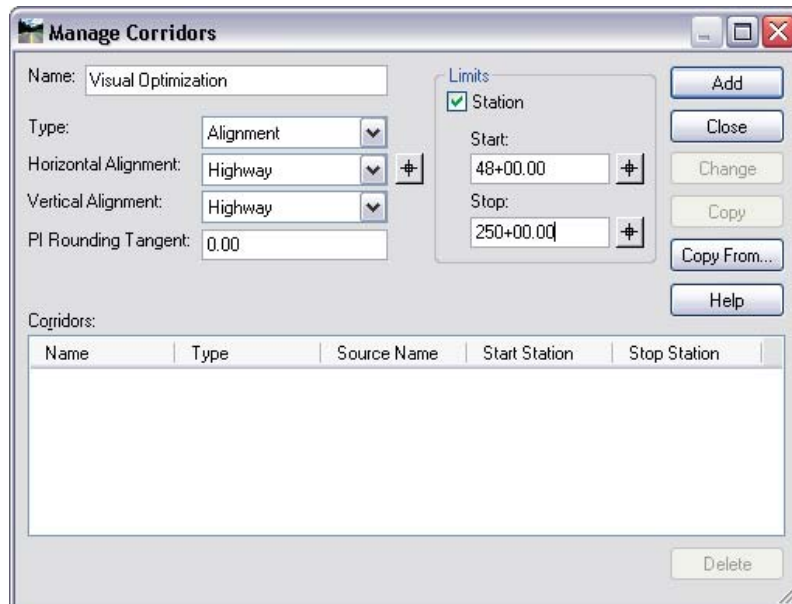 Manage Corridors
Name: Visual Optimization
Type: Alignment
Horizontal Alignment: Highway
Vertical Alignment: Highway
PI Rounding Tangent: 0.00
Limits
Station
Start:
48+00.00
Stop:
250+00.00
Add
Close
Change
Copy
Copy From...
Help
Corridors:
Name Type Source Name Start Station Stop Station
Delete